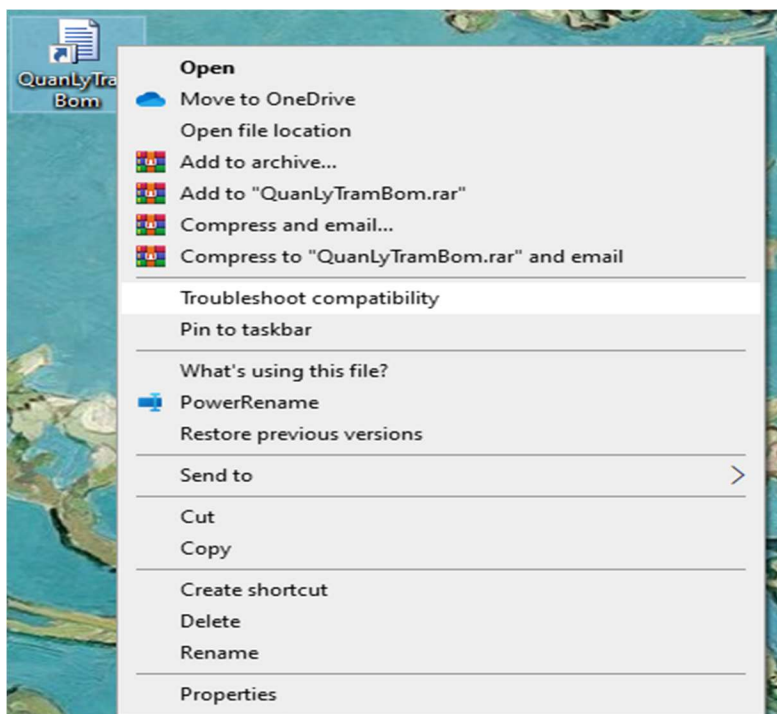 QuanLyTra
Bom
Open
Move to OneDrive
Open file location
Add to archive...
Add to "QuanLyTramBom.rar"
Compress and email...
Compress to "QuanLyTramBom.rar" and email
Troubleshoot compatibility
Pin to taskbar
What's using this file?
PowerRename
Restore previous versions
Send to
Cut
Copy
Create shortcut
Delete
Rename
Properties